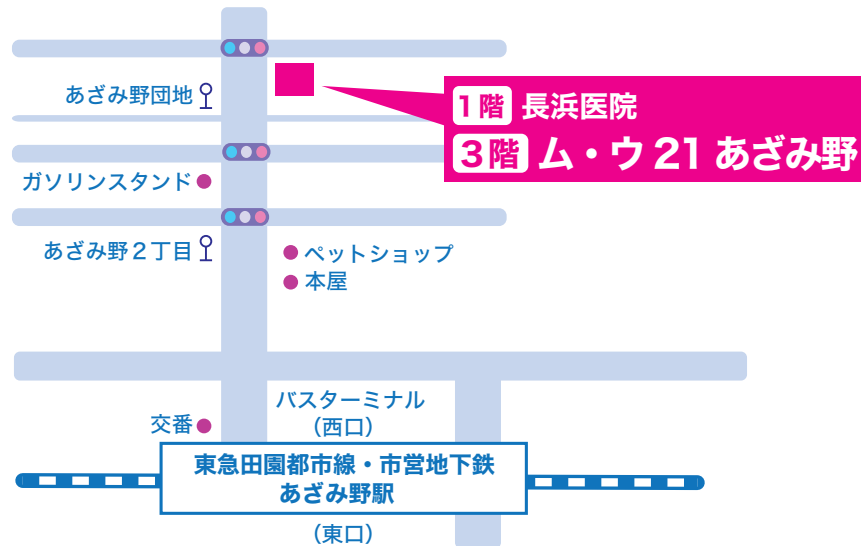 あざみ野団地
1階 長浜医院
3階 ム・ウ 21 あざみ野
ガソリンスタンド
あざみ野2丁目
ペットショップ
本屋
バスターミナル
(西口)
交番
東急田園都市線・市営地下鉄
あざみ野駅
(東口)